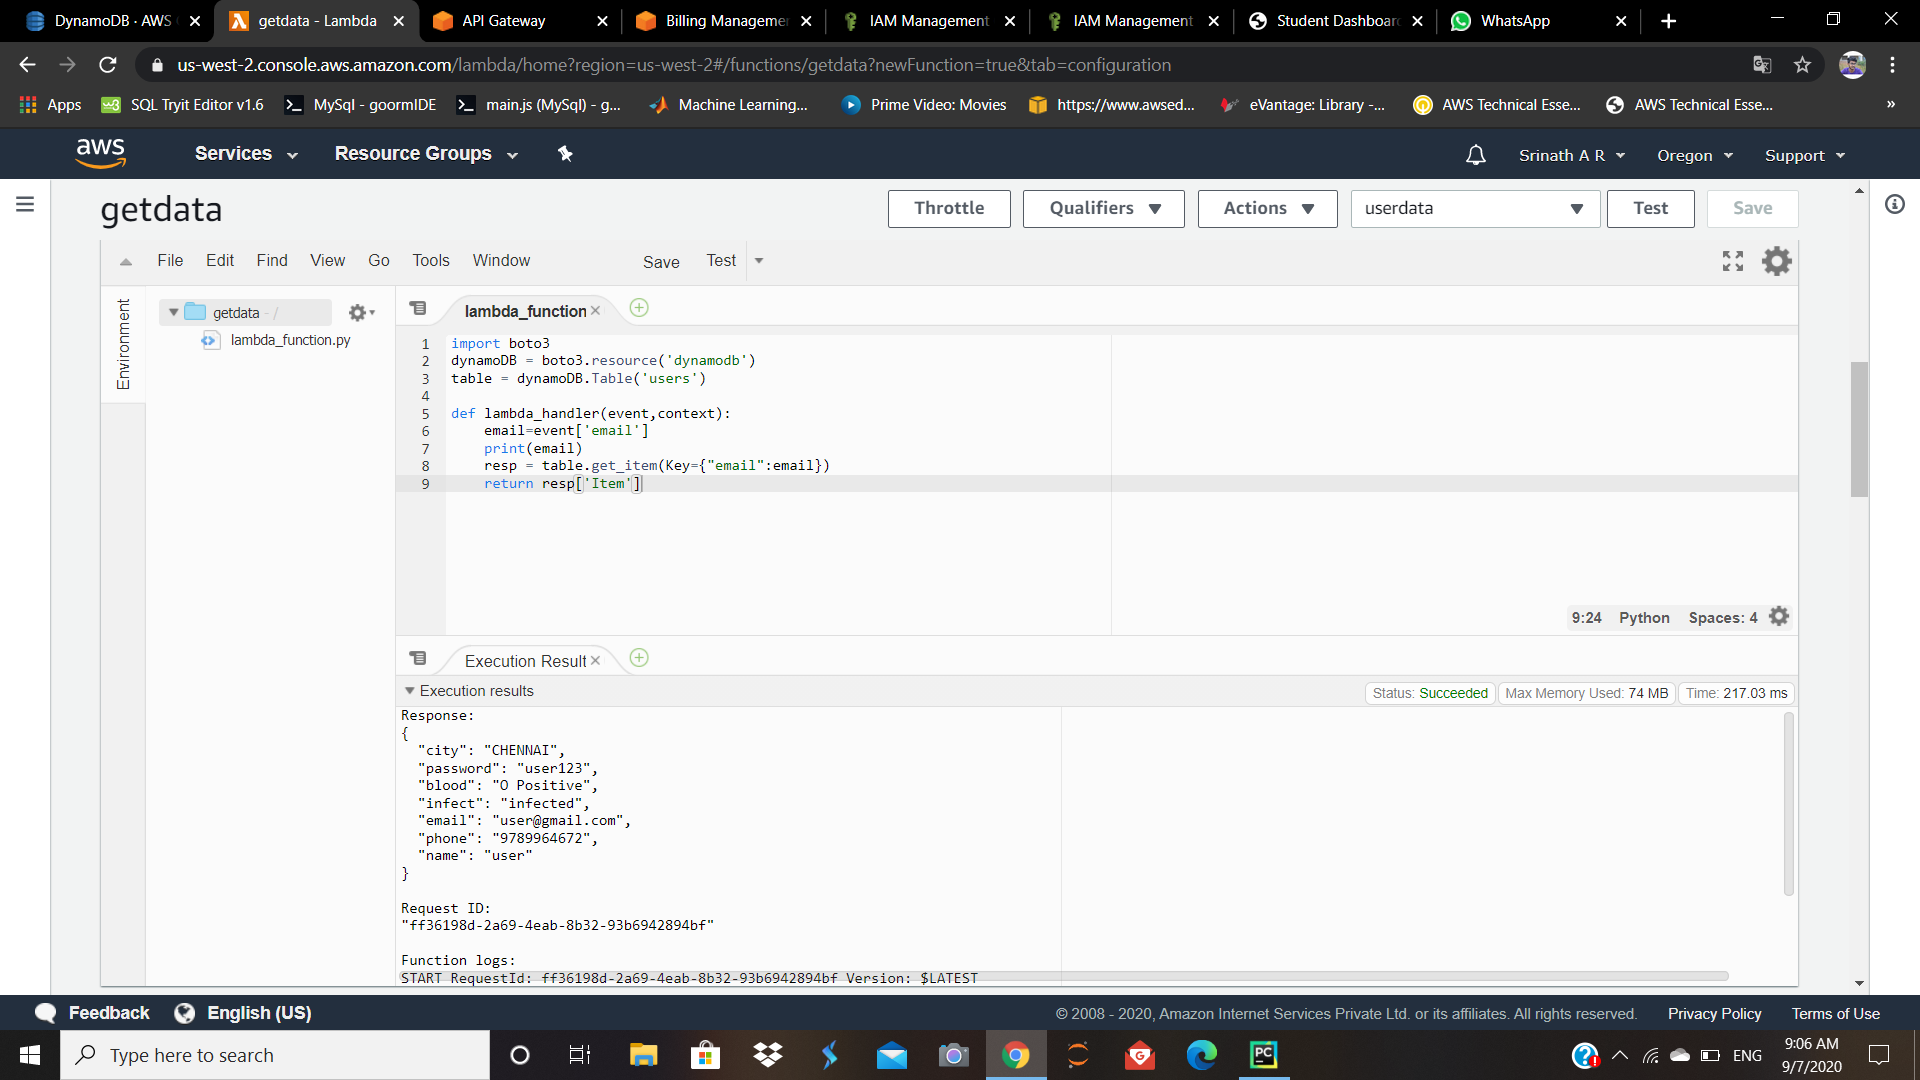 DynamoDB · AWS
getdata - Lambda
API Gateway
Billing Manageme
IAM Management
IAM Management
Student Dashboar
WhatsApp
us-west-2.console.aws.amazon.com/lambda/home?region=us-west-2#/functions/getdata?newFunction=true&tab=configuration
Apps
SQL Tryit Editor v1.6
MySql - goormIDE
main.js (MySql) - g...
Machine Learning...
Prime Video: Movies
https://www.awsed...
eVantage: Library -...
AWS Technical Esse...
AWS Technical Esse...
»
aws
Services
Resource Groups
Srinath A R
Oregon
Support
getdata
Throttle
Qualifiers
Actions
userdata
Test
Save
File Edit Find View Go Tools Window
Save
Test
Environment
getdata - /
lambda_function.py
lambda_function
1 import boto3
2 dynamoDB = boto3.resource('dynamodb')
3 table = dynamoDB.Table('users')
4
5 def lambda_handler(event,context):
6 email=event['email']
7 print(email)
8 resp = table.get_item(Key={"email":email})
9 return resp['Item']
9:24 Python Spaces: 4
Execution Result
Execution results
Status: Succeeded
Max Memory Used: 74 MB
Time: 217.03 ms
Response:
{
"city": "CHENNAI",
"password": "user123",
"blood": "O Positive",
"infect": "infected",
"email": "user@gmail.com",
"phone": "9789964672",
"name": "user"
}
Request ID:
"ff36198d-2a69-4eab-8b32-93b6942894bf"
Function logs:
START RequestId: ff36198d-2a69-4eab-8b32-93b6942894bf Version: $LATEST
Feedback
English (US)
© 2008 - 2020, Amazon Internet Services Private Ltd. or its affiliates. All rights reserved.
Privacy Policy
Terms of Use
Type here to search
PC
ENG
9:06 AM
9/7/2020